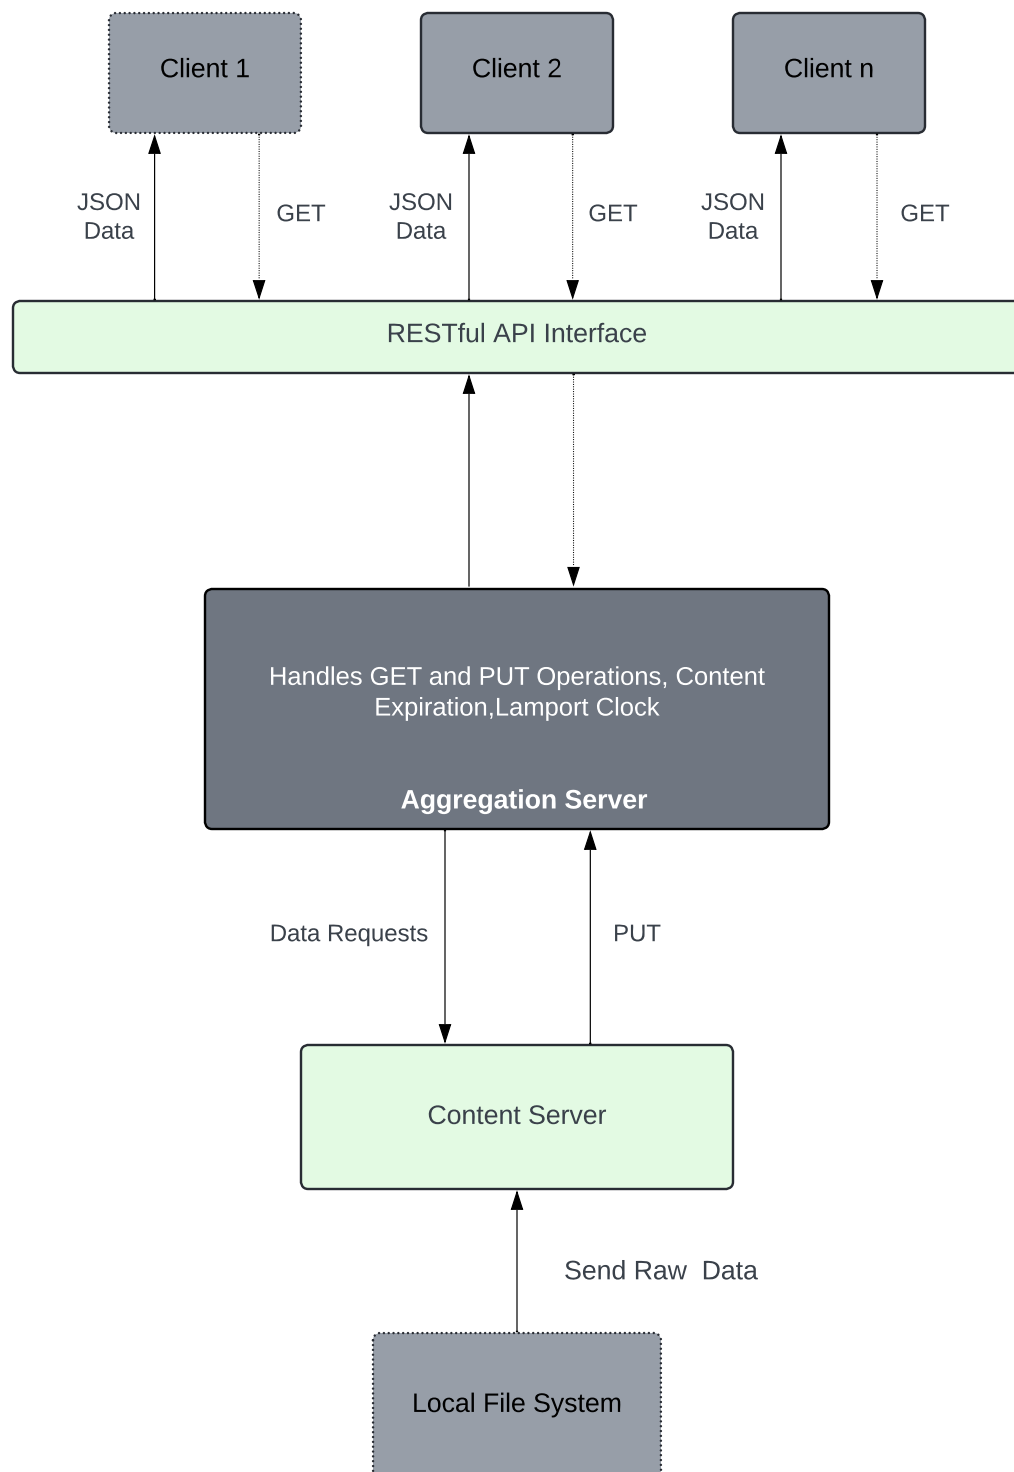 Client 1
Client 2
Client n
JSON
Data
GET
JSON
Data
GET
JSON
Data
GET
RESTful API Interface
Handles GET and PUT Operations, Content
Expiration,Lamport Clock
Aggregation Server
Data Requests
PUT
Content Server
Send Raw  Data
Local File System